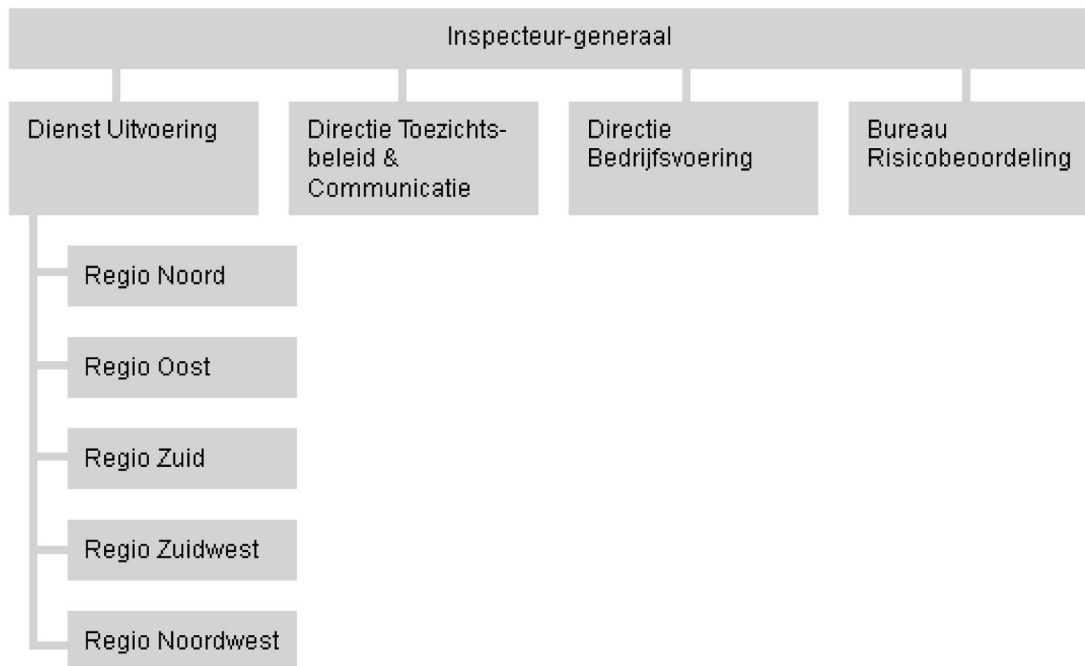 Inspecteur-generaal
Dienst Uitvoering
Directie Toezichts-
beleid &
Communicatie
Directie
Bedrijfsvoering
Bureau
Risicobeoordeling
Regio Noord
Regio Oost
Regio Zuid
Regio Zuidwest
Regio Noordwest